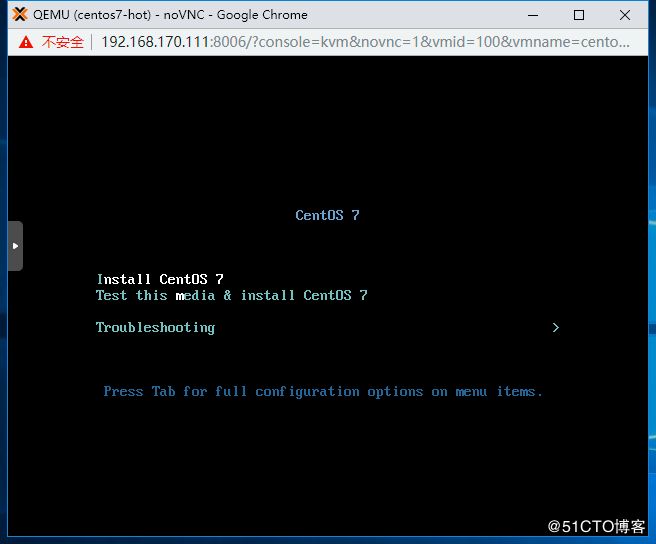 QEMU (centos7-hot) - noVNC - Google Chrome
不安全 192.168.170.111:8006/?console=kvm&novnc=1&vmid=100&vmname=cento...
CentOS 7
Install CentOS 7
Test this media & install CentOS 7
Troubleshooting >
Press Tab for full configuration options on menu items.
@51CTO博客